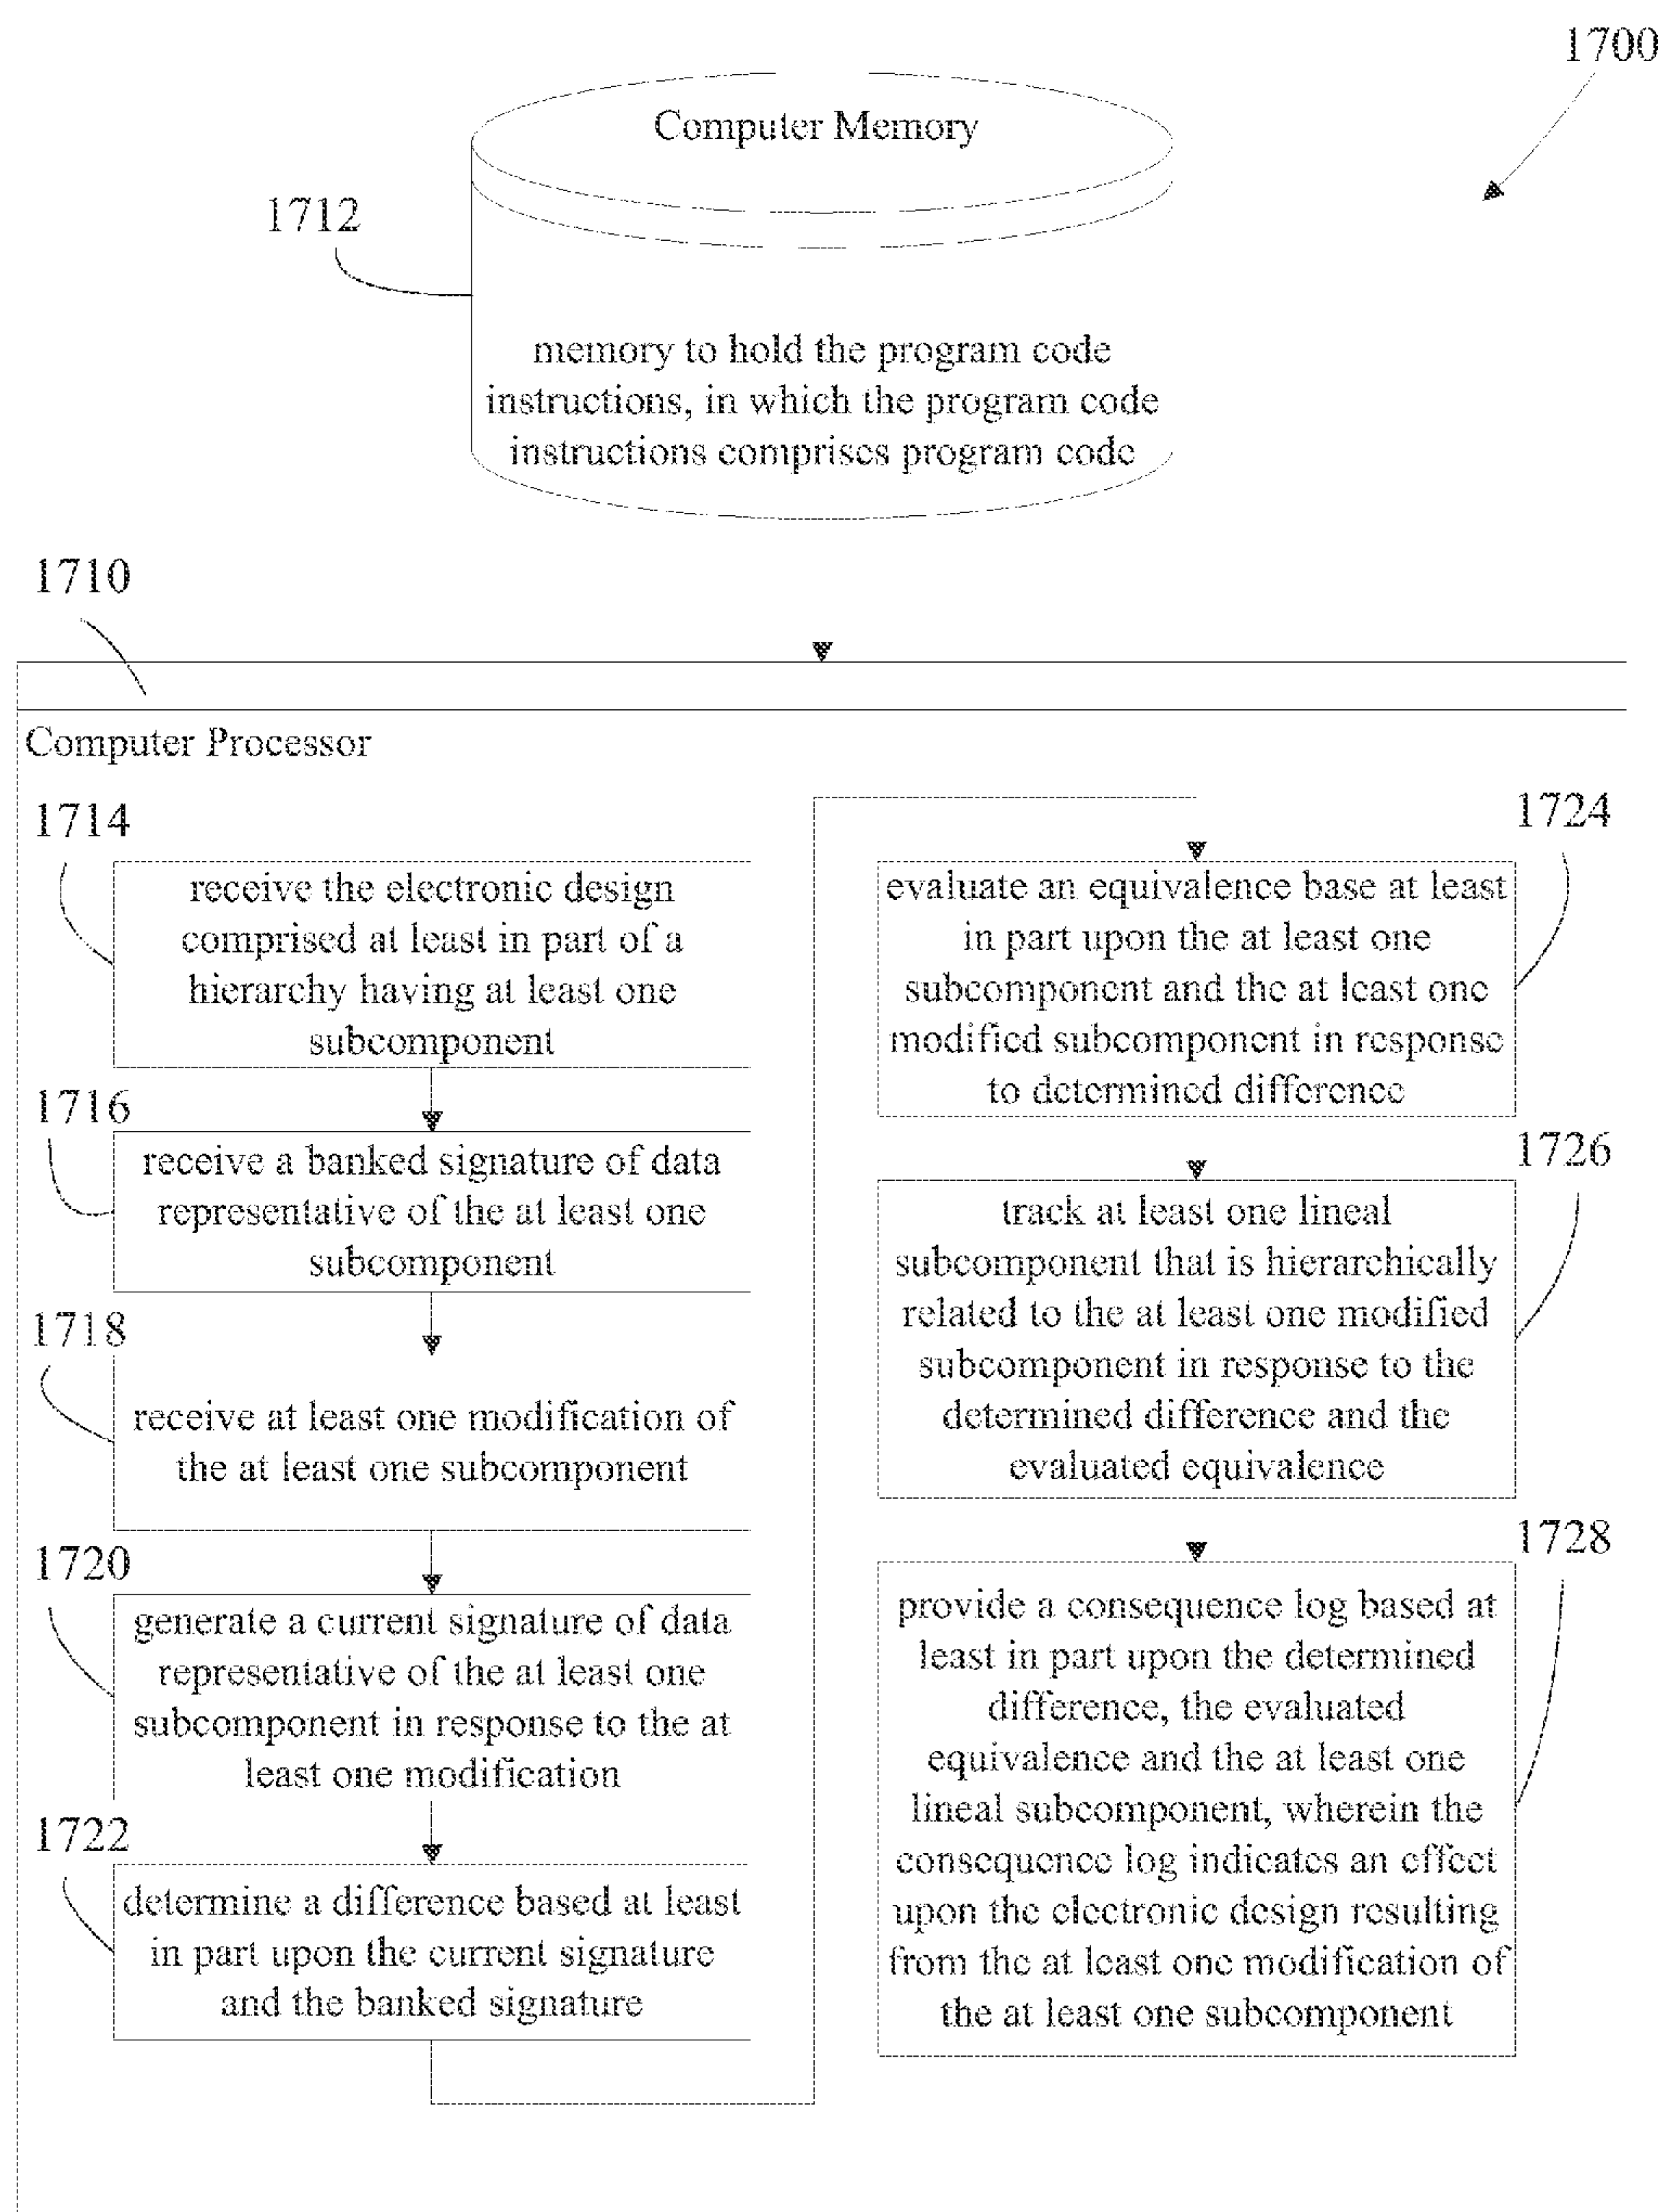 1700
Computer Memory
1712
memory to hold the program code
instructions, in which the program code
instructions comprises program code
1710
Computer Processor
1714
receive the electronic design
comprised at least in part of a
hierarchy having at least one
subcomponent
1716
receive a banked signature of data
representative of the at least one
subcomponent
1718
receive at least one modification of
the at least one subcomponent
1720
generate a current signature of data
representative of the at least one
subcomponent in response to the at
least one modification
1722
determine a difference based at least
in part upon the current signature
and the banked signature
1724
evaluate an equivalence base at least
in part upon the at least one
subcomponent and the at least one
modified subcomponent in response
to determined difference
1726
track at least one lineal
subcomponent that is hierarchically
related to the at least one modified
subcomponent in response to the
determined difference and the
evaluated equivalence
1728
provide a consequence log based at
least in part upon the determined
difference, the evaluated
equivalence and the at least one
lineal subcomponent, wherein the
consequence log indicates an effect
upon the electronic design resulting
from the at least one modification of
the at least one subcomponent